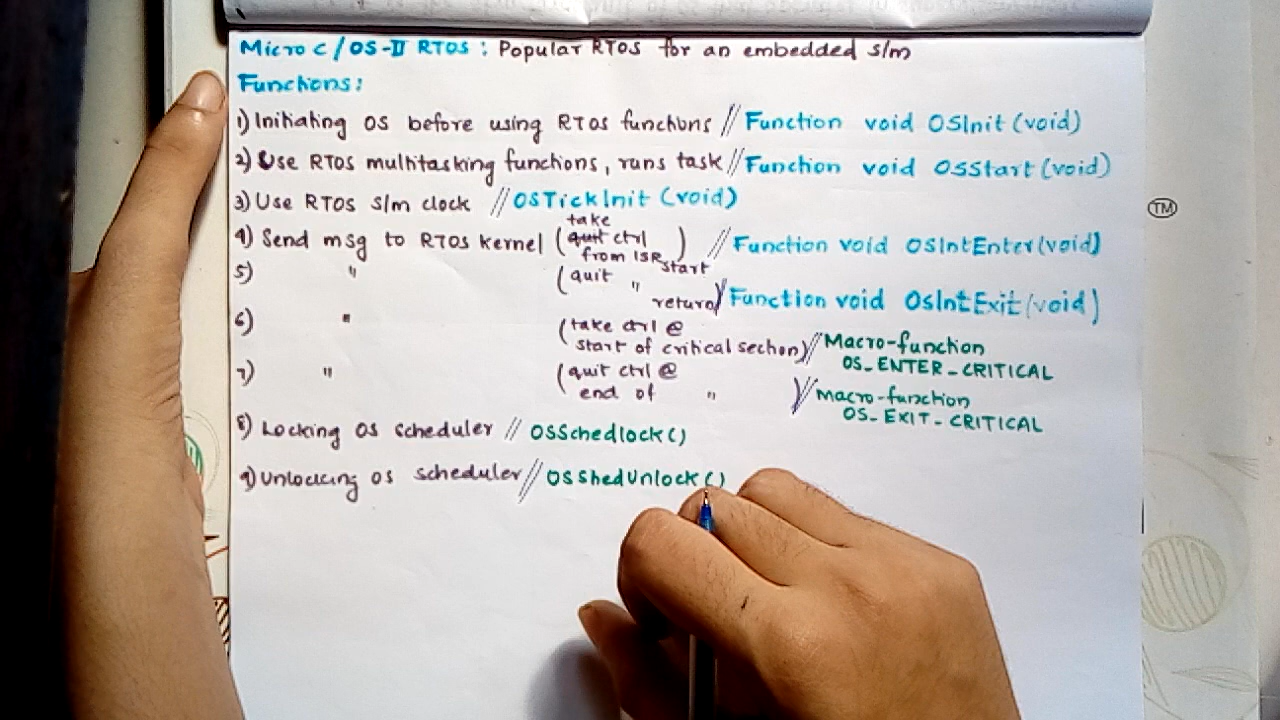 Micro C/OS-II RTOS : Popular RTOS for an embedded s/m
Functions:
1) Initiating OS before using RTOS functions // Function void OSInit (void)
2) Use RTOS multitasking functions, runs task // Function void OSStart (void)
3) Use RTOS s/m clock // OSTickInit (void)
4) Send msg to RTOS kernel ( take quit ctrl from ISR ) // Function void OSIntEnter(void)
5) " ( quit " start return) // Function void OSIntExit (void)
6) " ( take ctrl @
start of critical section) // Macro-function
OS_ENTER_CRITICAL
7) " ( quit ctrl @
end of " ) // Macro-function
OS_EXIT_CRITICAL
8) Locking OS scheduler // OSSchedlock()
9) Unlocking OS scheduler // OSShedUnlock()
TM